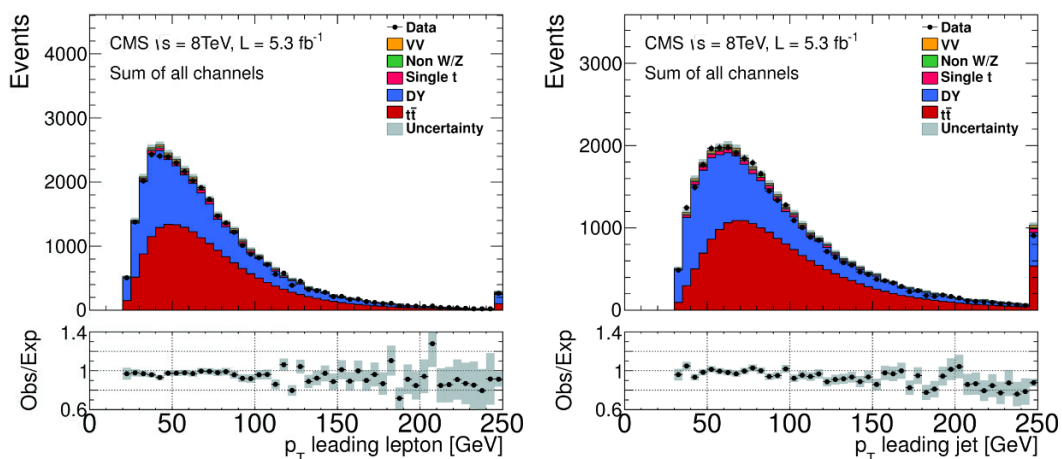 Events
4000
3000
2000
1000
0
CMS √s = 8TeV, L = 5.3 fb⁻¹
Sum of all channels
Data
VV
Non W/Z
Single t
DY
tt̄
Uncertainty
Obs/Exp
1.4
1
0.6
0 50 100 150 200 250
p_T leading lepton [GeV]
Events
3000
2000
1000
0
CMS √s = 8TeV, L = 5.3 fb⁻¹
Sum of all channels
Data
VV
Non W/Z
Single t
DY
tt̄
Uncertainty
Obs/Exp
1.4
1
0.6
0 50 100 150 200 250
p_T leading jet [GeV]